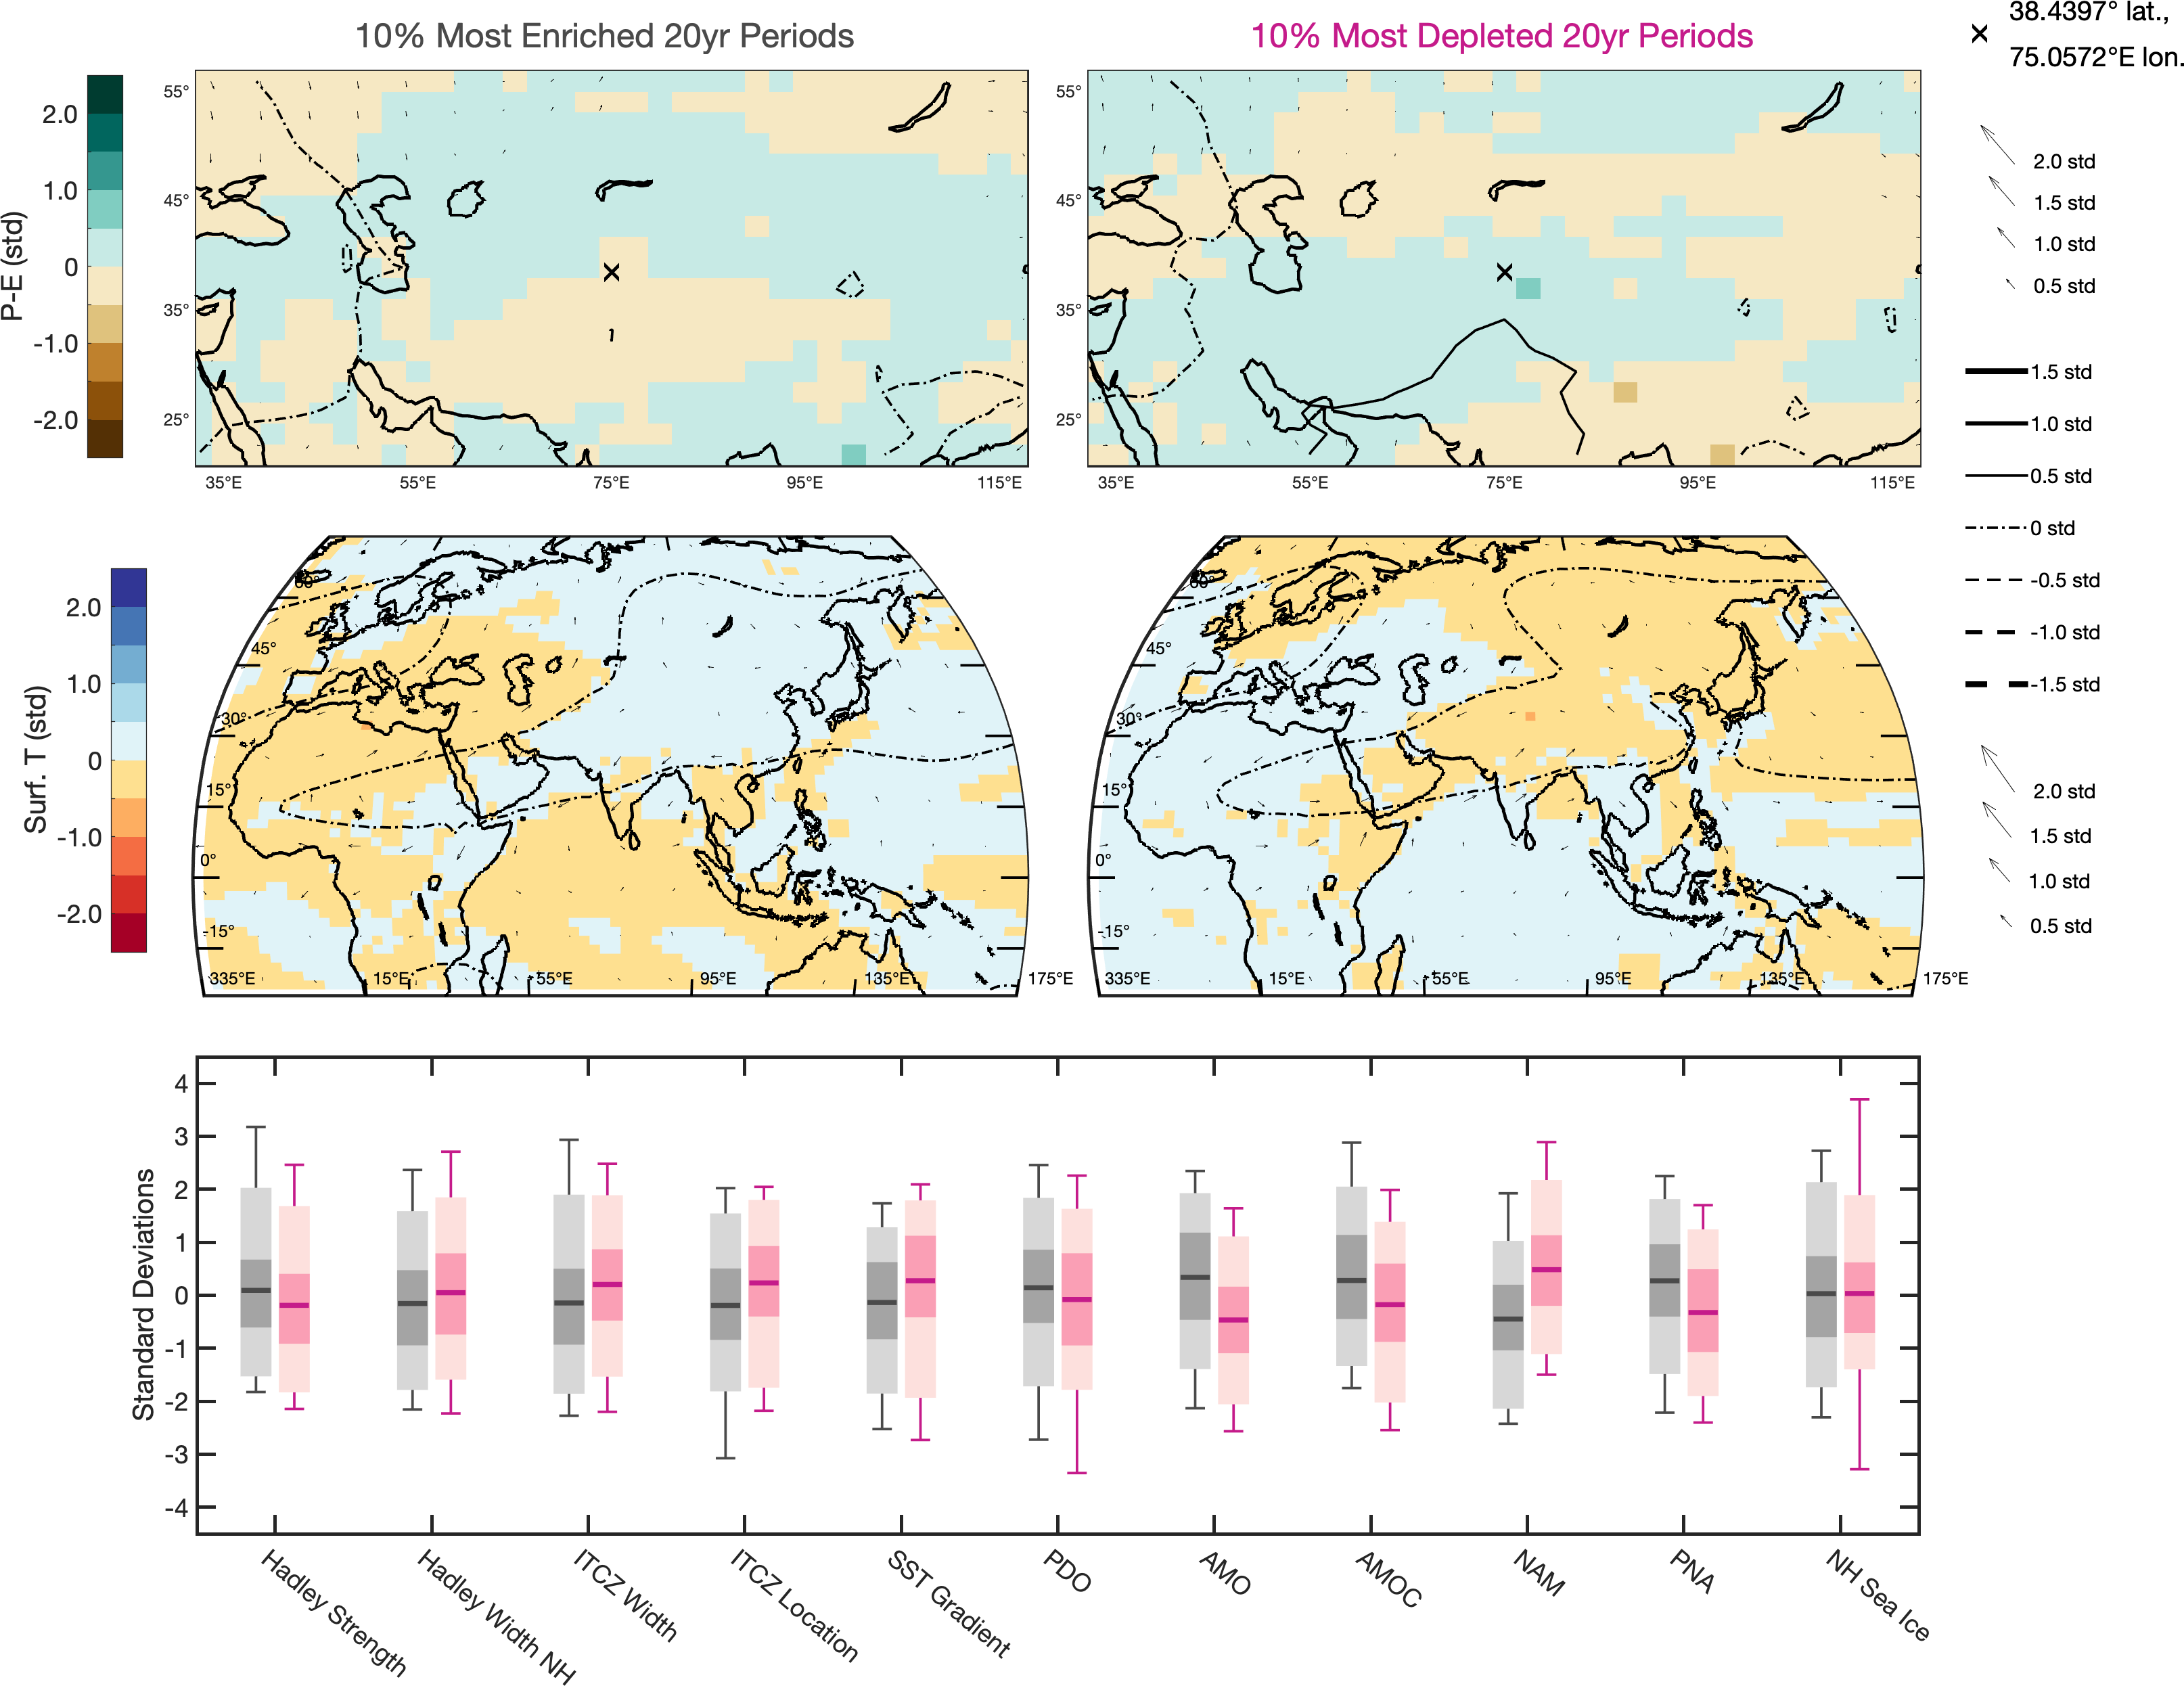 10% Most Enriched 20yr Periods
10% Most Depleted 20yr Periods
38.4397° lat.,
75.0572°E lon.
P-E (std)
2.0
1.0
0
-1.0
-2.0
55°
45°
35°
25°
35°E
55°E
75°E
95°E
115°E
55°
45°
35°
25°
35°E
55°E
75°E
95°E
115°E
2.0 std
1.5 std
1.0 std
0.5 std
1.5 std
1.0 std
0.5 std
0 std
-0.5 std
-1.0 std
-1.5 std
2.0 std
1.5 std
1.0 std
0.5 std
Surf. T (std)
2.0
1.0
0
-1.0
-2.0
60°
45°
30°
15°
0°
-15°
335°E
15°E
55°E
95°E
135°E
175°E
60°
45°
30°
15°
0°
-15°
335°E
15°E
55°E
95°E
135°E
175°E
Standard Deviations
4
3
2
1
0
-1
-2
-3
-4
Hadley Strength
Hadley Width NH
ITCZ Width
ITCZ Location
SST Gradient
PDO
AMO
AMOC
NAM
PNA
NH Sea Ice